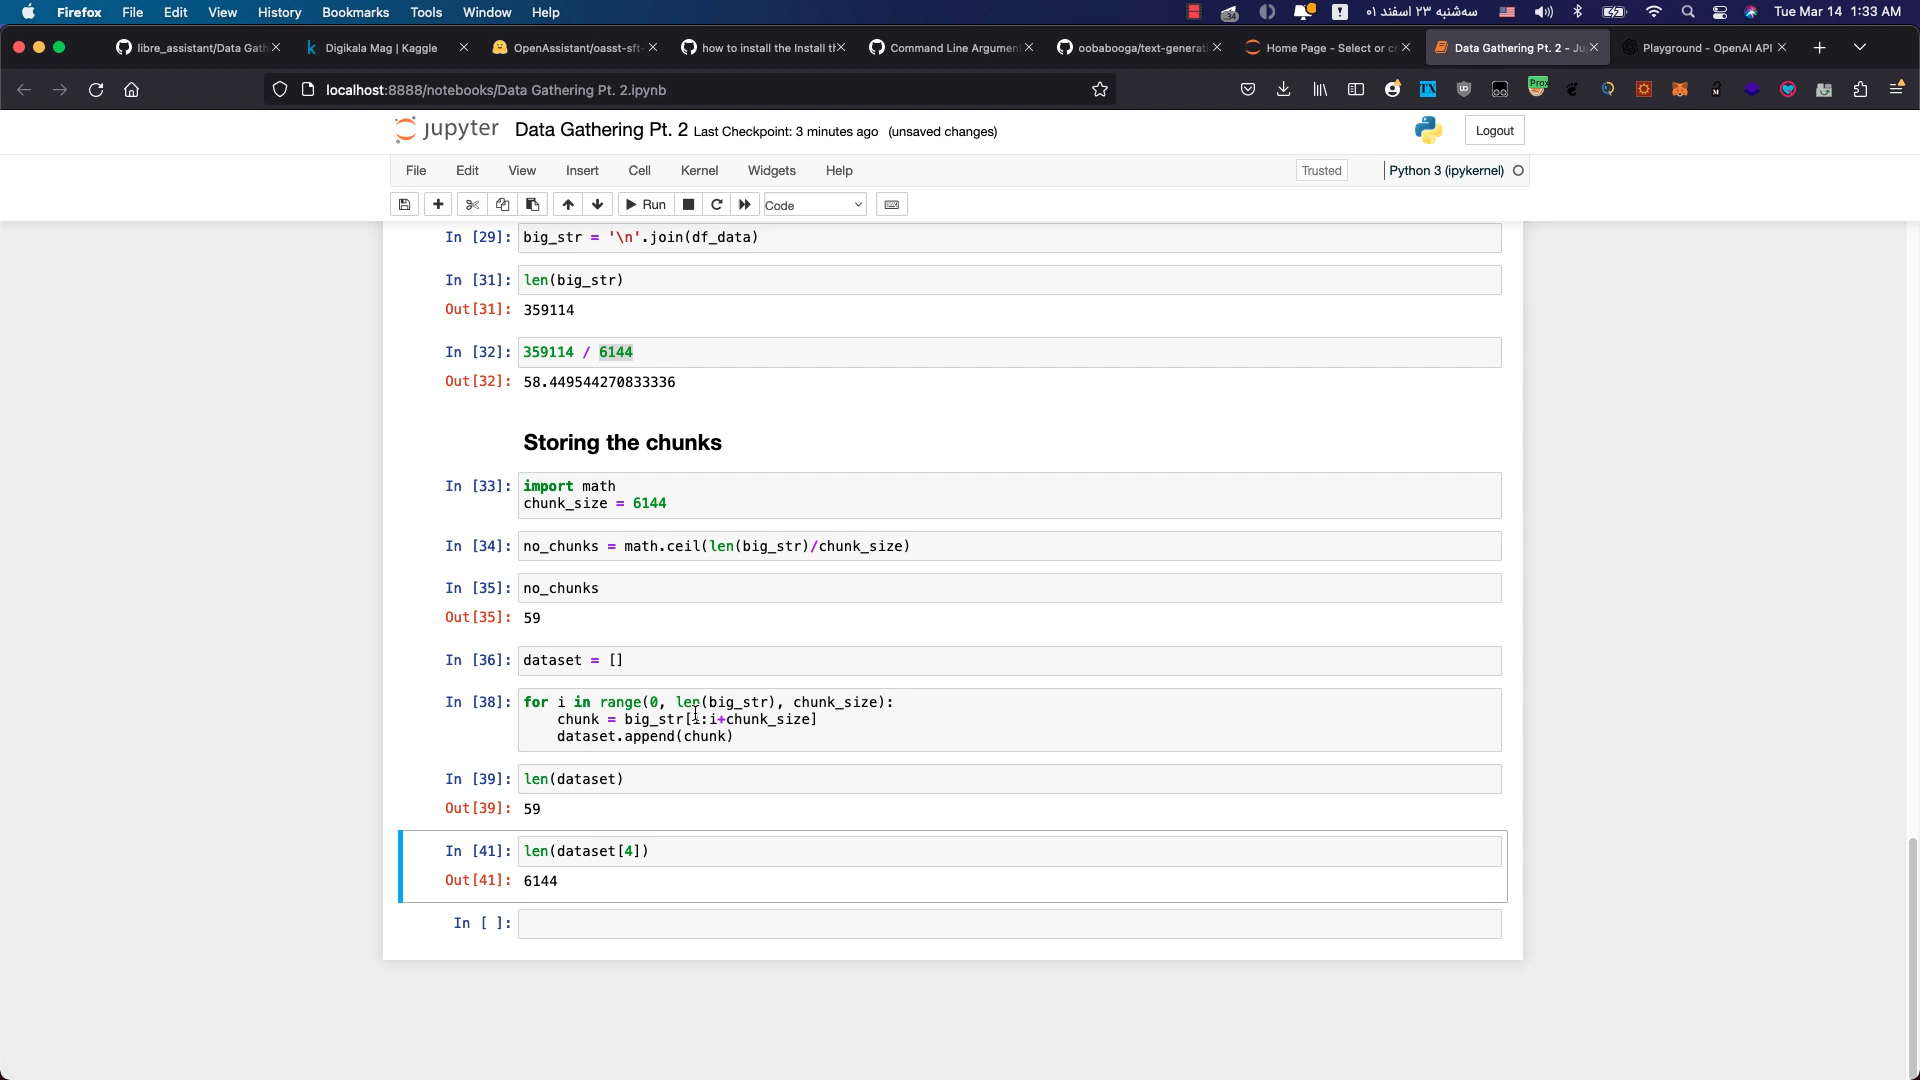 Firefox File Edit View History Bookmarks Tools Window Help
34
سه‌شنبه ۲۳ اسفند ۰۱
Tue Mar 14 1:33 AM
libre_assistant/Data Gath
Digikala Mag | Kaggle
OpenAssistant/oasst-sft-
how to install the Install th
Command Line Argumen
oobabooga/text-generati
Home Page - Select or cr
Data Gathering Pt. 2 - Ju
Playground - OpenAI API
localhost:8888/notebooks/Data Gathering Pt. 2.ipynb
jupyter Data Gathering Pt. 2 Last Checkpoint: 3 minutes ago (unsaved changes)
Logout
File Edit View Insert Cell Kernel Widgets Help
Trusted
Python 3 (ipykernel)
Run
Code
In [29]: big_str = '\n'.join(df_data)
In [31]: len(big_str)
Out[31]: 359114
In [32]: 359114 / 6144
Out[32]: 58.449544270833336
Storing the chunks
In [33]: import math
chunk_size = 6144
In [34]: no_chunks = math.ceil(len(big_str)/chunk_size)
In [35]: no_chunks
Out[35]: 59
In [36]: dataset = []
In [38]: for i in range(0, len(big_str), chunk_size):
chunk = big_str[i:i+chunk_size]
dataset.append(chunk)
In [39]: len(dataset)
Out[39]: 59
In [41]: len(dataset[4])
Out[41]: 6144
In [ ]: